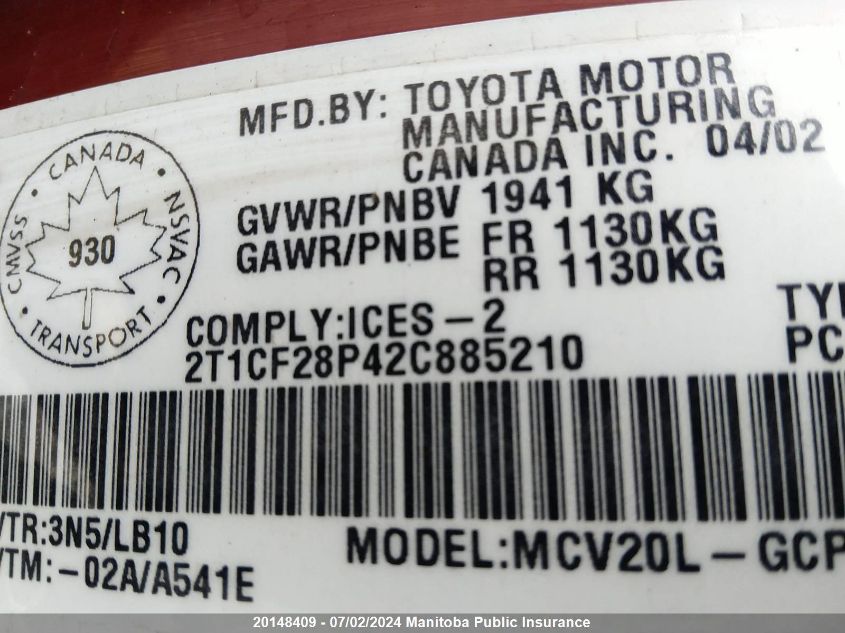 MFD.BY: TOYOTA MOTOR
MANUFACTURING
CANADA INC. 04/02
CANADA
CMVSS
NSVAC
930
TRANSPORT
GVWR/PNBV 1941 KG
GAWR/PNBE FR 1130KG
RR 1130KG
COMPLY:ICES-2
2T1CF28P42C885210
TY
PC
/TR:3N5/LB10
/TM:-02A/A541E
MODEL:MCV20L-GCP
20148409 - 07/02/2024 Manitoba Public Insurance